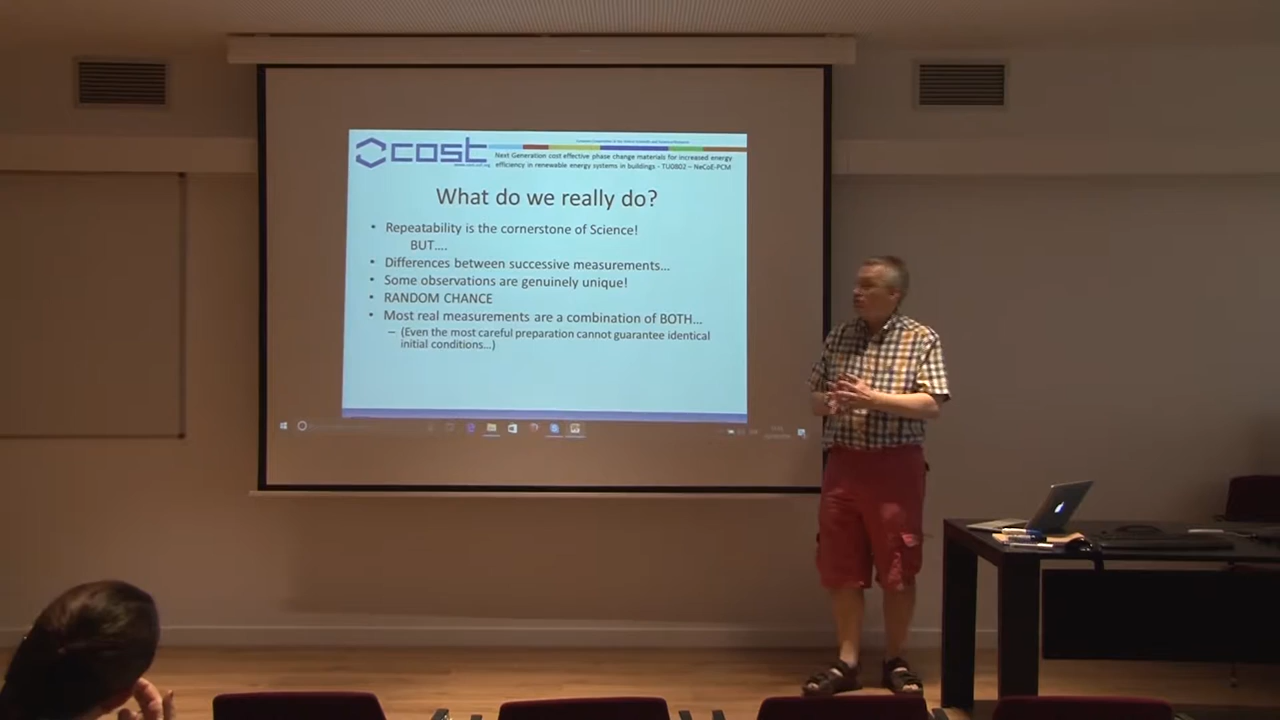 cost
Next Generation cost effective phase change materials for increased energy
efficiency in renewable energy systems in buildings - TU0802 – NeCoE-PCM
What do we really do?
• Repeatability is the cornerstone of Science!
BUT....
• Differences between successive measurements...
• Some observations are genuinely unique!
• RANDOM CHANCE
• Most real measurements are a combination of BOTH...
– (Even the most careful preparation cannot guarantee identical
initial conditions...)